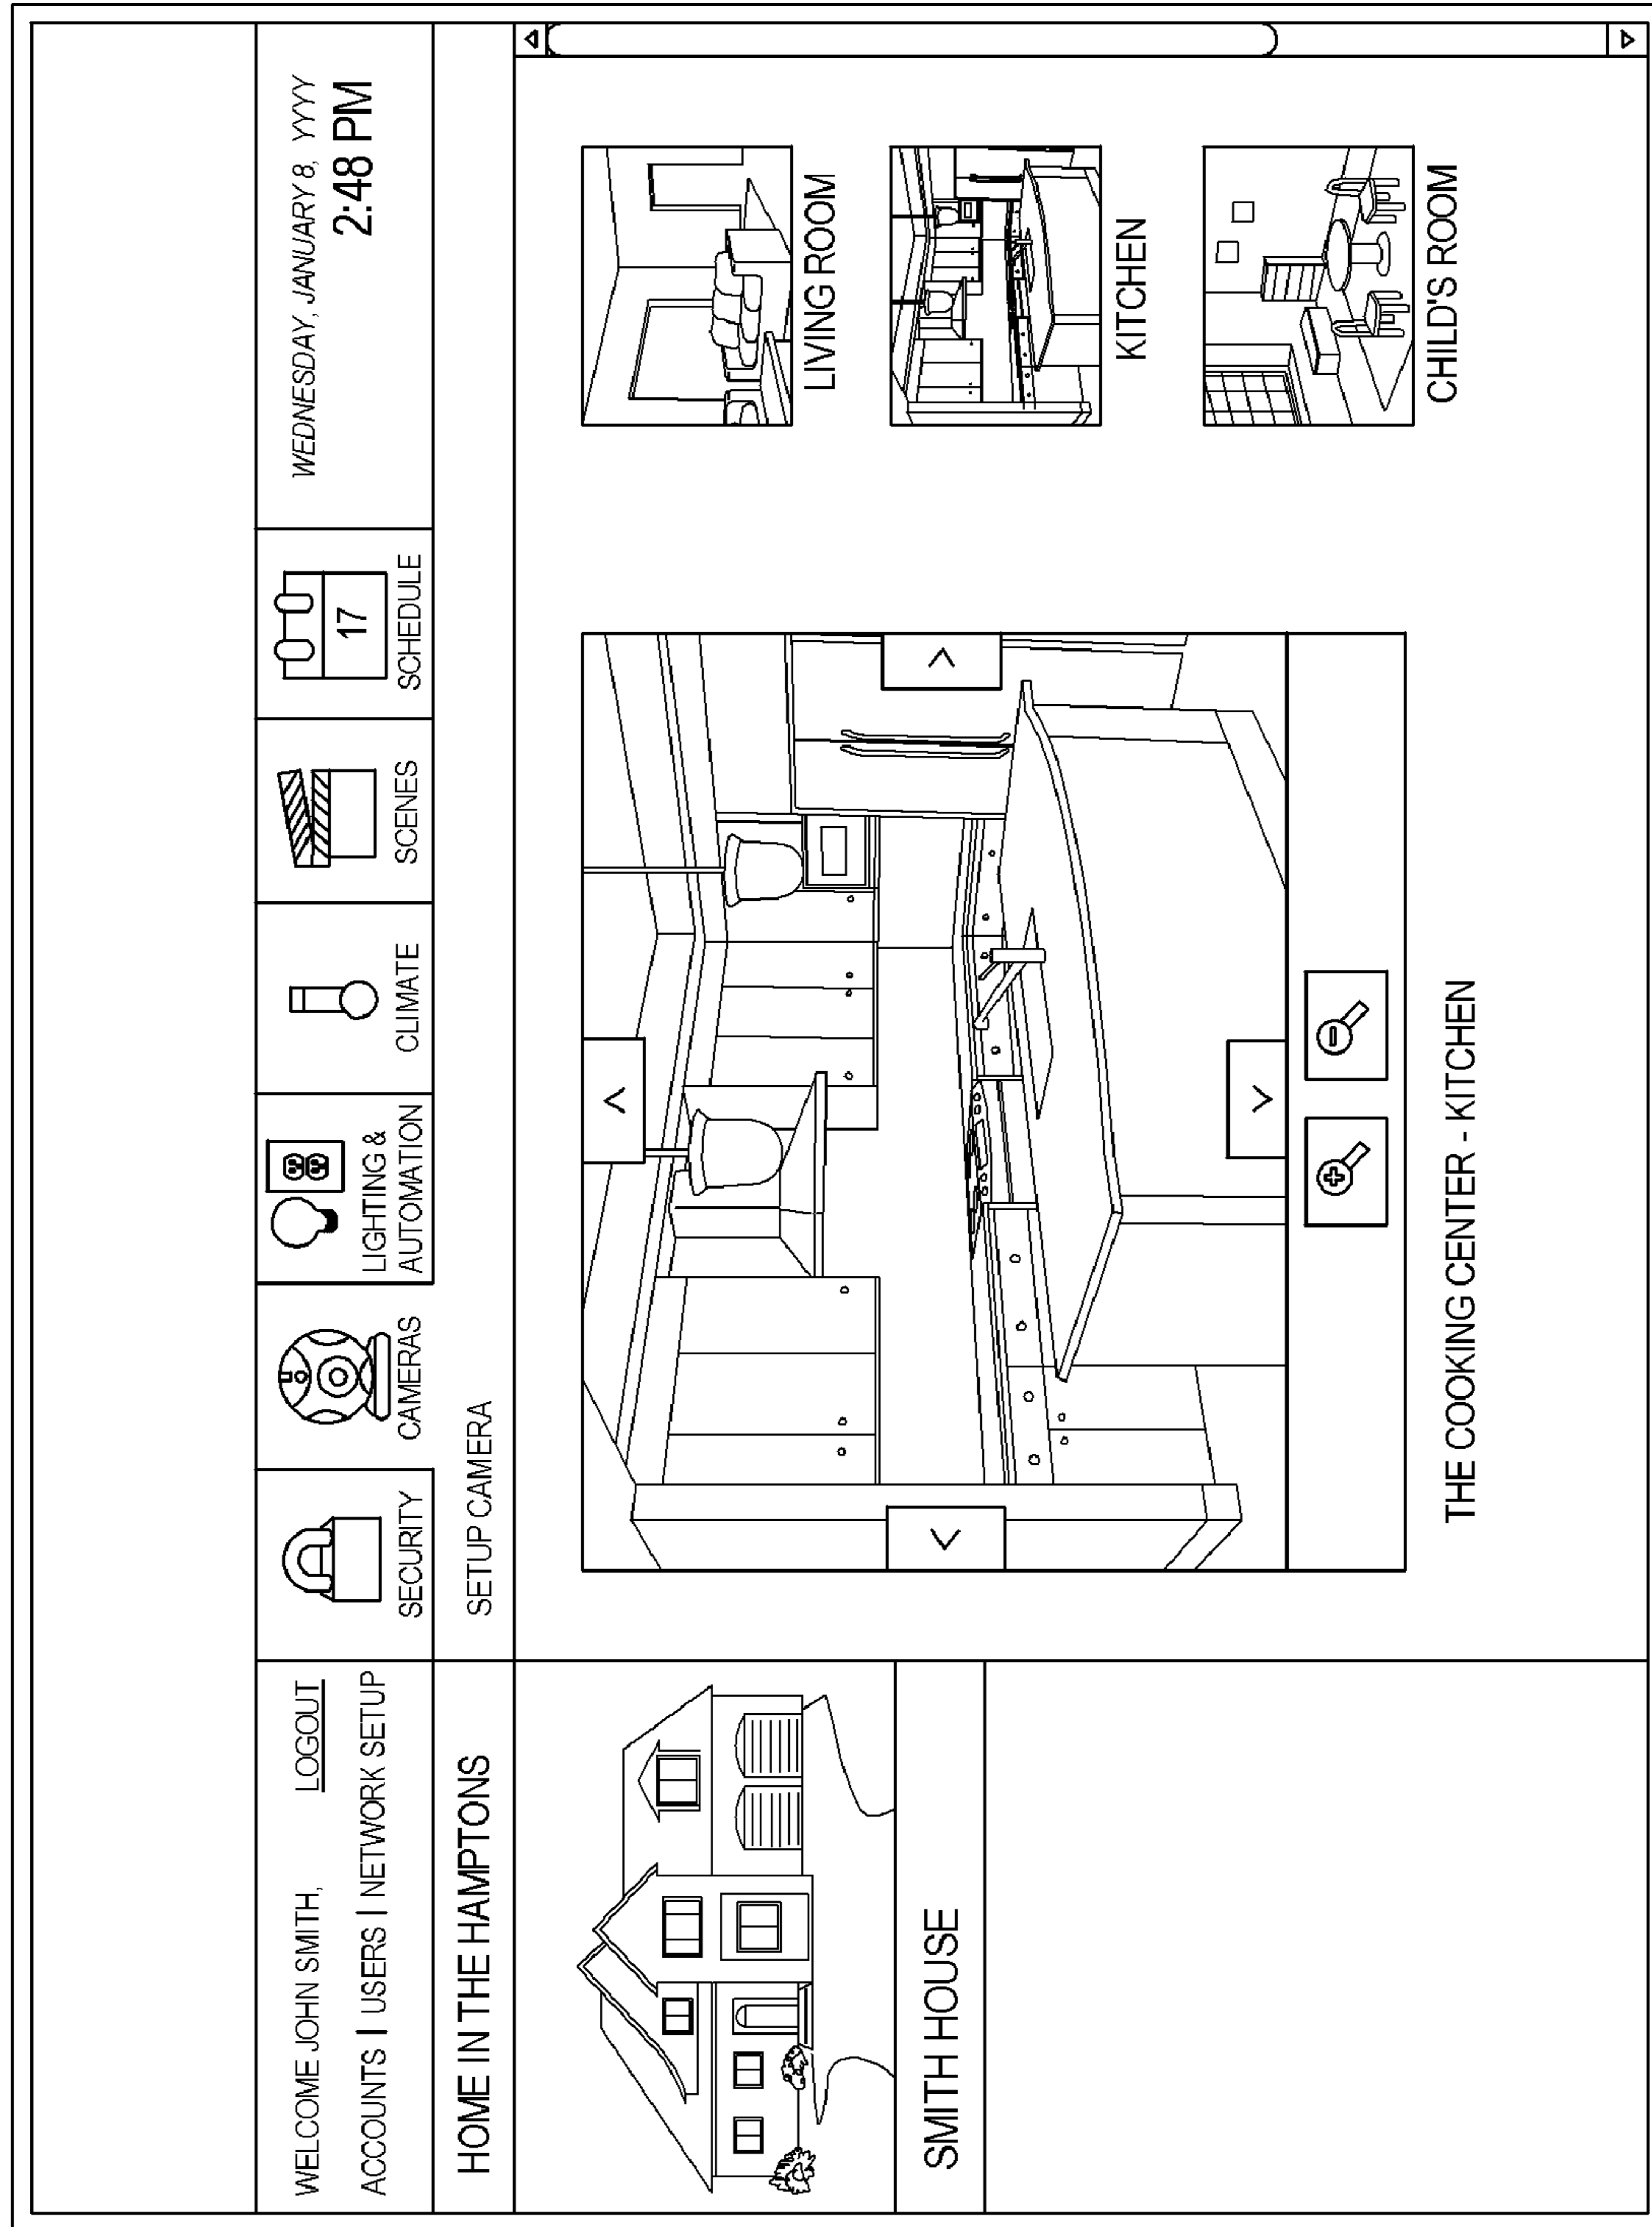 WELCOME JOHN SMITH, LOGOUT
ACCOUNTS | USERS | NETWORK SETUP
SECURITY
CAMERAS
LIGHTING &
AUTOMATION
CLIMATE
SCENES
17
SCHEDULE
WEDNESDAY, JANUARY 8, YYYY
2:48 PM
HOME IN THE HAMPTONS
SETUP CAMERA
SMITH HOUSE
THE COOKING CENTER - KITCHEN
LIVING ROOM
KITCHEN
CHILD'S ROOM